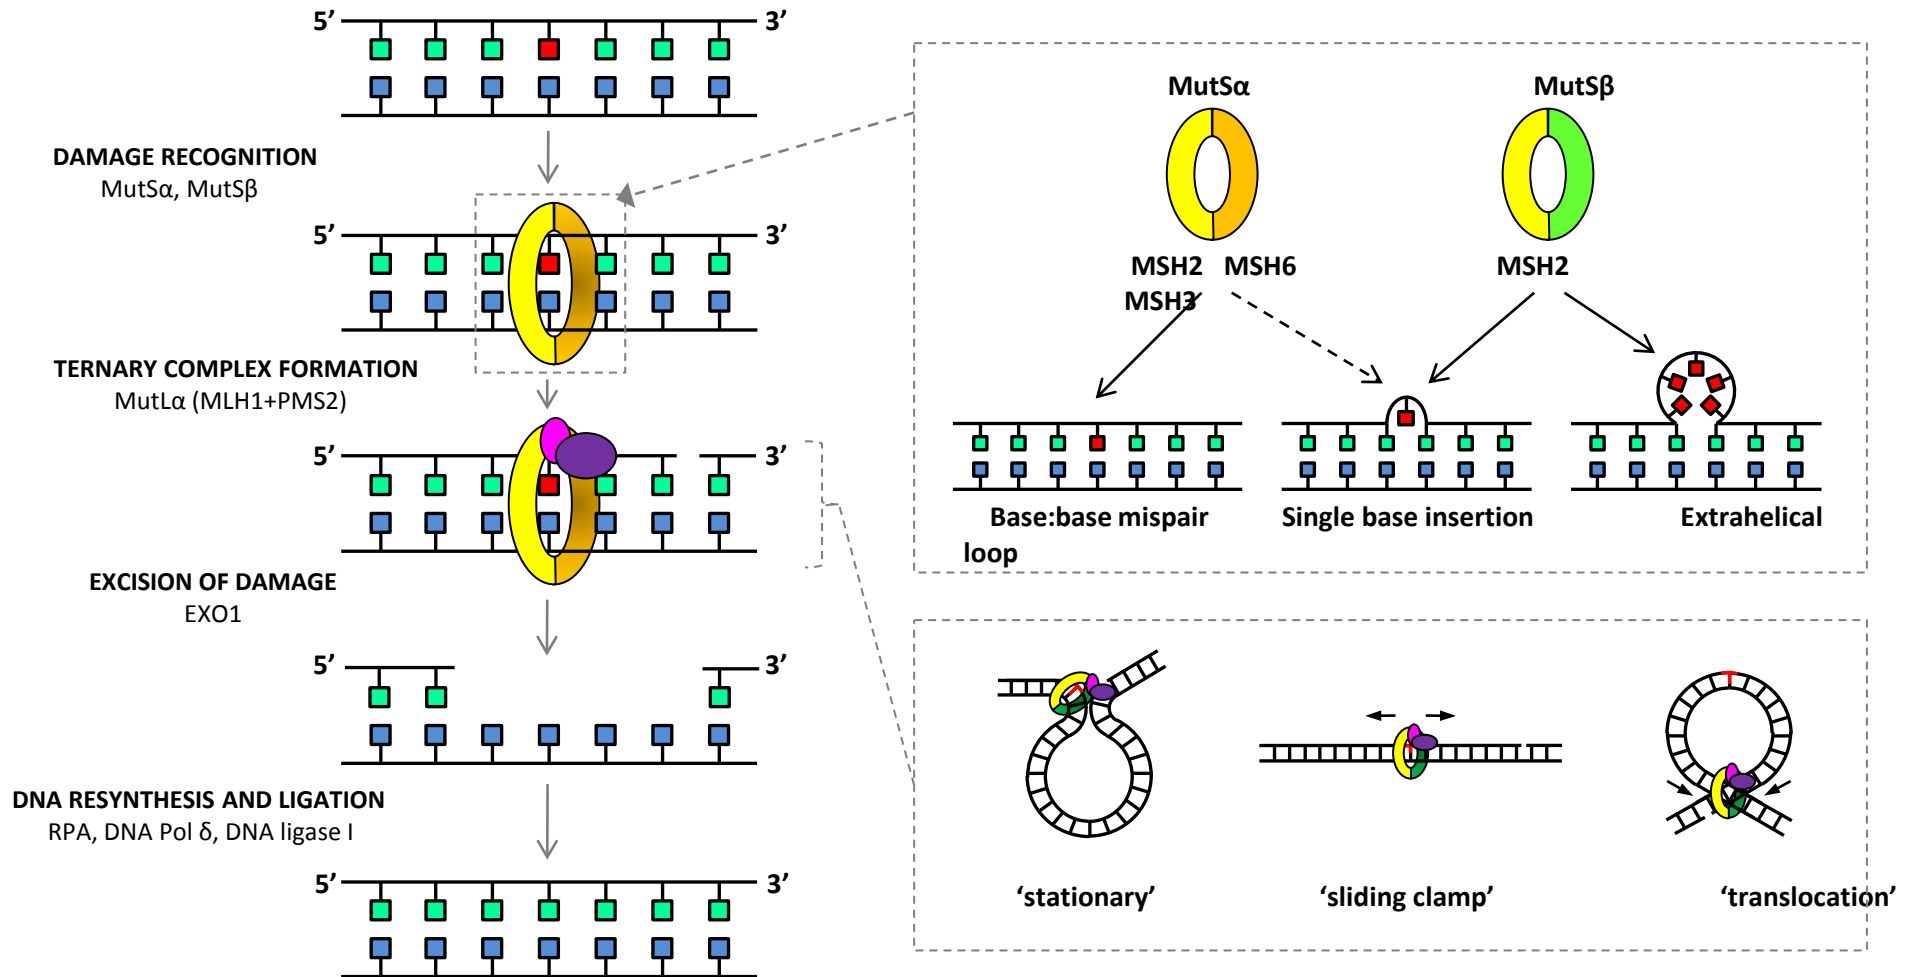 5’ 3’
DAMAGE RECOGNITION
MutSα, MutSβ
5’ 3’
TERNARY COMPLEX FORMATION
MutLα (MLH1+PMS2)
5’ 3’
EXCISION OF DAMAGE
EXO1
5’ 3’
DNA RESYNTHESIS AND LIGATION
RPA, DNA Pol δ, DNA ligase I
5’ 3’
MutSα MutSβ
MSH2 MSH6 MSH2
MSH3
Base:base mispair Single base insertion Extrahelical
loop
‘stationary’ ‘sliding clamp’ ‘translocation’